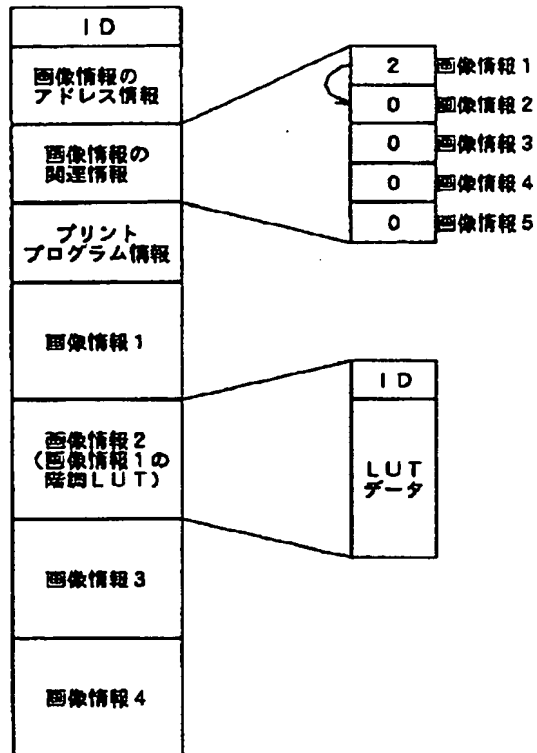 ID
画像情報の
アドレス情報
画像情報の
関連情報
プリント
プログラム情報
画像情報1
画像情報2
(画像情報1の
階調LUT)
画像情報3
画像情報4
2 画像情報1
0 画像情報2
0 画像情報3
0 画像情報4
0 画像情報5
ID
LUT
データ